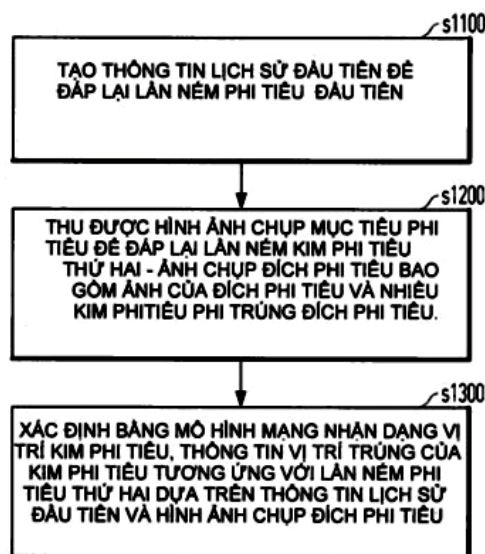 s1100
TẠO THÔNG TIN LỊCH SỬ ĐẦU TIÊN ĐỂ
ĐÁP LẠI LẦN NÉM PHI TIÊU ĐẦU TIÊN
s1200
THU ĐƯỢC HÌNH ẢNH CHỤP MỤC TIÊU PHI
TIÊU ĐỂ ĐÁP LẠI LẦN NÉM KIM PHI TIÊU
THỨ HAI - ẢNH CHỤP ĐÍCH PHI TIÊU BAO
GỒM ẢNH CỦA ĐÍCH PHI TIÊU VÀ NHIỀU
KIM PHITIÊU PHI TRÚNG ĐÍCH PHI TIÊU.
s1300
XÁC ĐỊNH BẰNG MÔ HÌNH MẠNG NHẬN DẠNG VỊ
TRÍ KIM PHI TIÊU, THÔNG TIN VỊ TRÍ TRÚNG CỦA
KIM PHI TIÊU TƯƠNG ỨNG VỚI LẦN NÉM PHI
TIÊU THỨ HAI DỰA TRÊN THÔNG TIN LỊCH SỬ
ĐẦU TIÊN VÀ HÌNH ẢNH CHỤP ĐÍCH PHI TIÊU